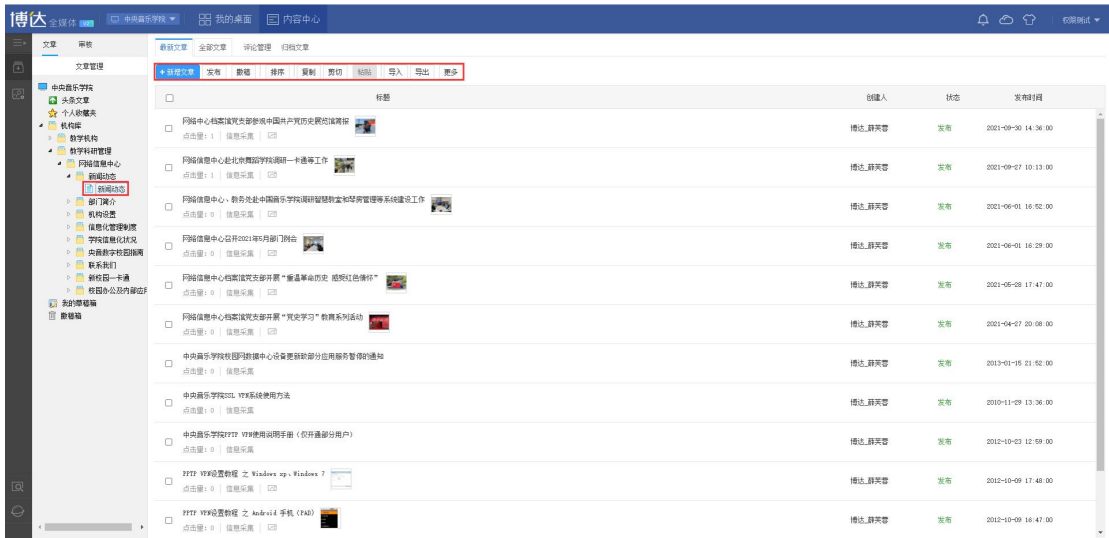 博达 全媒体 中央音乐学院 我的桌面 内容中心 权限测试
文章 审核
文章管理
中央音乐学院
头条文章
个人收藏夹
机构库
教学机构
教学科研管理
网络信息中心
新闻动态
新闻动态
部门简介
机构设置
信息化管理制度
学院信息化状况
央音数字校园指南
联系我们
新校园一卡通
校园办公及内部应用
我的草稿箱
撤稿箱
最新文章 全部文章 评论管理 归档文章
+新增文章 发布 撤稿 排序 复制 剪切 粘贴 导入 导出 更多
标题 创建人 状态 发布时间
网络中心档案馆党支部参观中国共产党历史展览馆简报
点击量: 1 | 信息采集
博达_薛芙蓉 发布 2021-09-30 14:36:00
网络信息中心赴北京舞蹈学院调研一卡通等工作
点击量: 1 | 信息采集
博达_薛芙蓉 发布 2021-09-27 10:13:00
网络信息中心、教务处赴中国音乐学院调研智慧教室和琴房管理等系统建设工作
点击量: 0 | 信息采集
博达_薛芙蓉 发布 2021-06-01 16:52:00
网络信息中心召开2021年5月部门例会
点击量: 0 | 信息采集
博达_薛芙蓉 发布 2021-06-01 16:29:00
网络信息中心档案馆党支部开展“重温革命历史 感受红色情怀”
点击量: 0 | 信息采集
博达_薛芙蓉 发布 2021-05-28 17:47:00
网络信息中心档案馆党支部开展“党史学习”教育系列活动
点击量: 0 | 信息采集
博达_薛芙蓉 发布 2021-04-27 20:08:00
中央音乐学院校园网数据中心设备更新致部分应用服务暂停的通知
点击量: 0 | 信息采集
博达_薛芙蓉 发布 2013-01-15 21:52:00
中央音乐学院SSL VPN系统使用方法
点击量: 0 | 信息采集
博达_薛芙蓉 发布 2010-11-29 13:36:00
中央音乐学院PPTP VPN使用说明手册（仅开通部分用户）
点击量: 0 | 信息采集
博达_薛芙蓉 发布 2012-10-23 12:59:00
PPTP VPN设置教程 之 Windows xp、Windows 7
点击量: 0 | 信息采集
博达_薛芙蓉 发布 2012-10-09 17:48:00
PPTP VPN设置教程 之 Android 手机（PAD）
点击量: 0 | 信息采集
博达_薛芙蓉 发布 2012-10-09 16:47:00